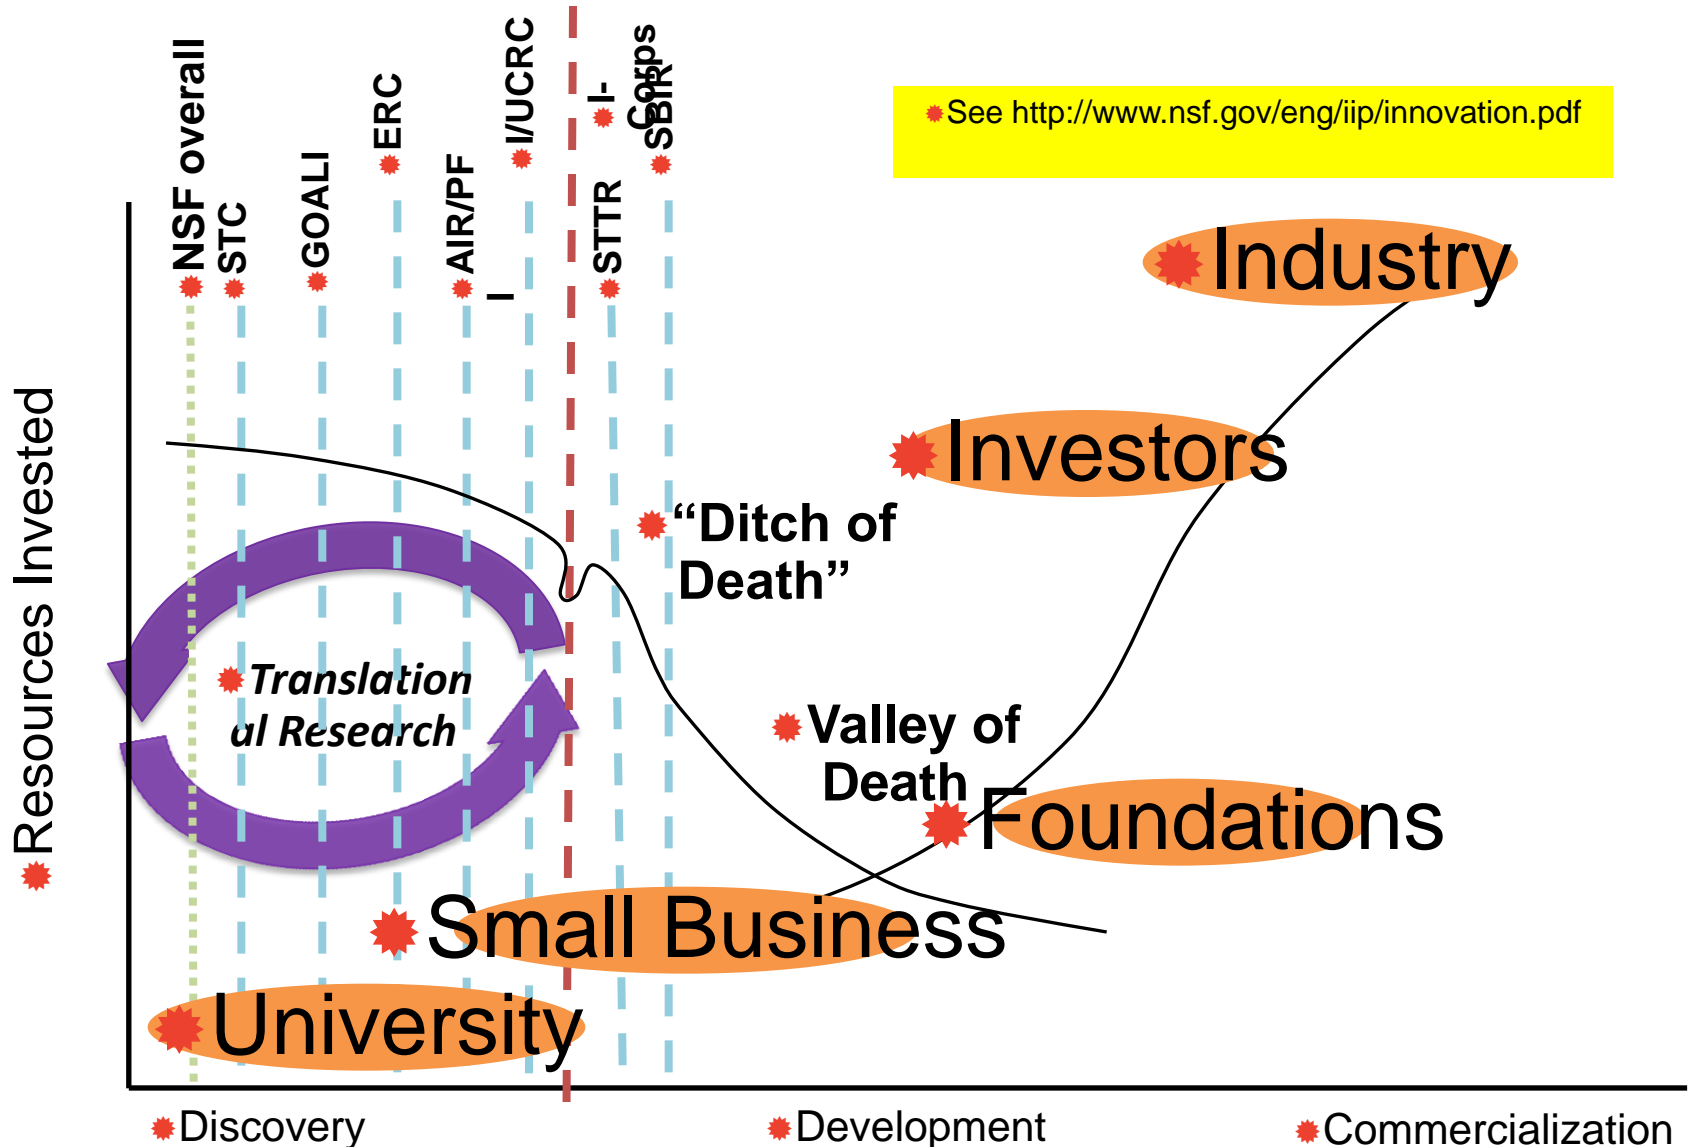 NSF overall
STC
GOALI
ERC
AIR/PF
I
I/UCRC
I-
Corps
STTR
SBIR
See http://www.nsf.gov/eng/iip/innovation.pdf
Industry
Investors
“Ditch of
Death”
Resources Invested
Translation
al Research
Valley of
Death
Foundations
Small Business
University
Discovery
Development
Commercialization